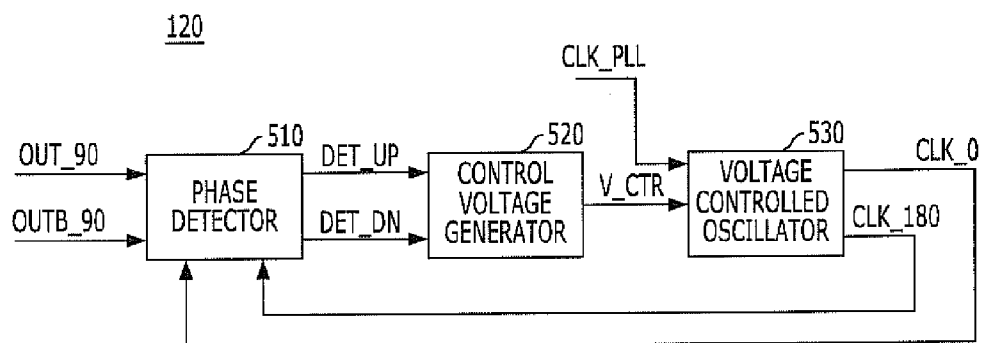 120
CLK_PLL
510
520
530
OUT_90
DET_UP
CLK_0
PHASE
DETECTOR
CONTROL
VOLTAGE
GENERATOR
V_CTR
VOLTAGE
CONTROLLED
OSCILLATOR
OUTB_90
DET_DN
CLK_180